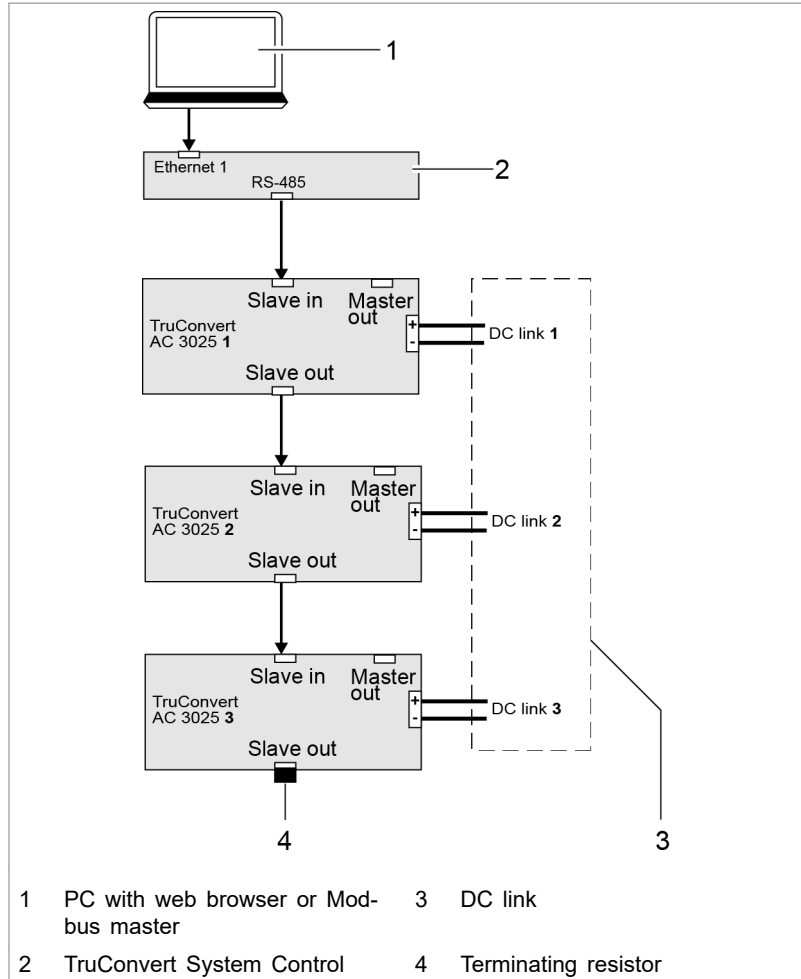 1
Ethernet 1
2
RS-485
Slave in
Master
out
TruConvert
AC 3025 1
+
-
DC link 1
Slave out
Slave in
Master
out
TruConvert
AC 3025 2
+
-
DC link 2
Slave out
Slave in
Master
out
TruConvert
AC 3025 3
+
-
DC link 3
Slave out
4
3
1 PC with web browser or Mod-
bus master
3 DC link
2 TruConvert System Control
4 Terminating resistor